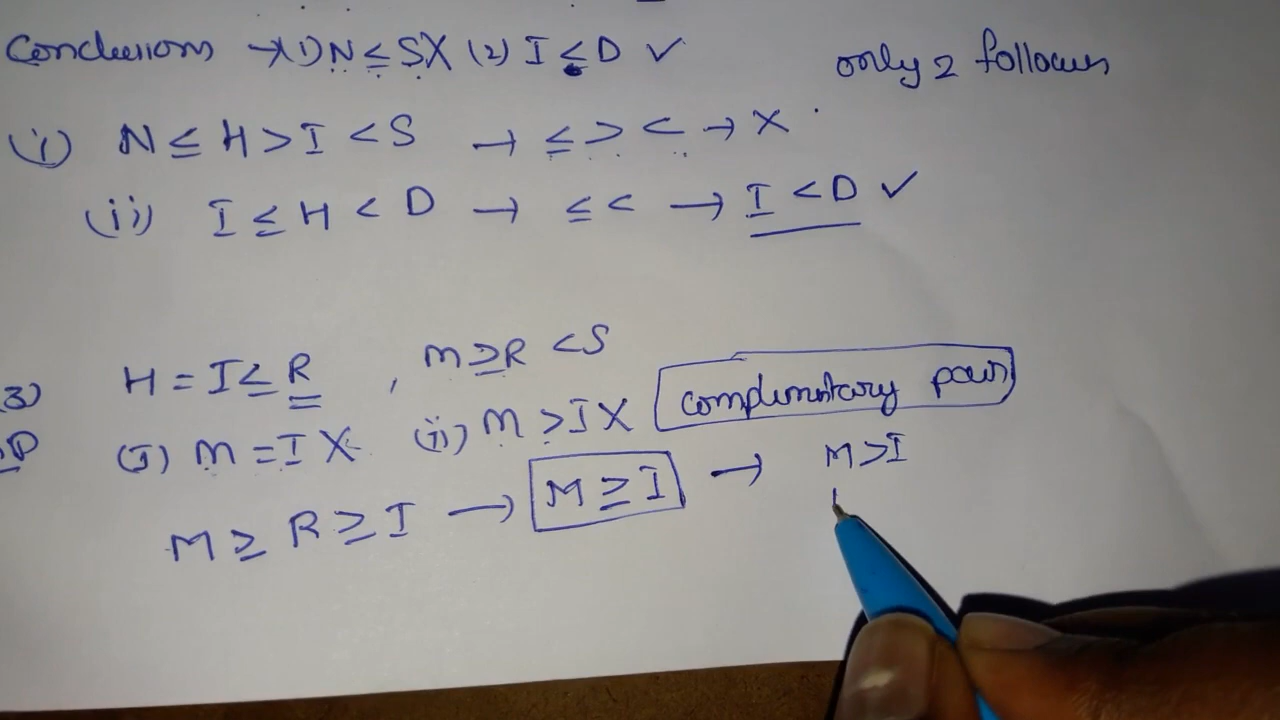 Conclusions → 1) N ≤ S X (2) I ≤ D ✓ only 2 follows
(i) N ≤ H > I < S → ≤ > < → X
(ii) I ≤ H < D → ≤ < → I < D ✓
3) H = I ≤ R , M ≥ R < S
(I) M = I X (ii) M > I X Complimentary pair
M ≥ R ≥ I → M ≥ I → M > I